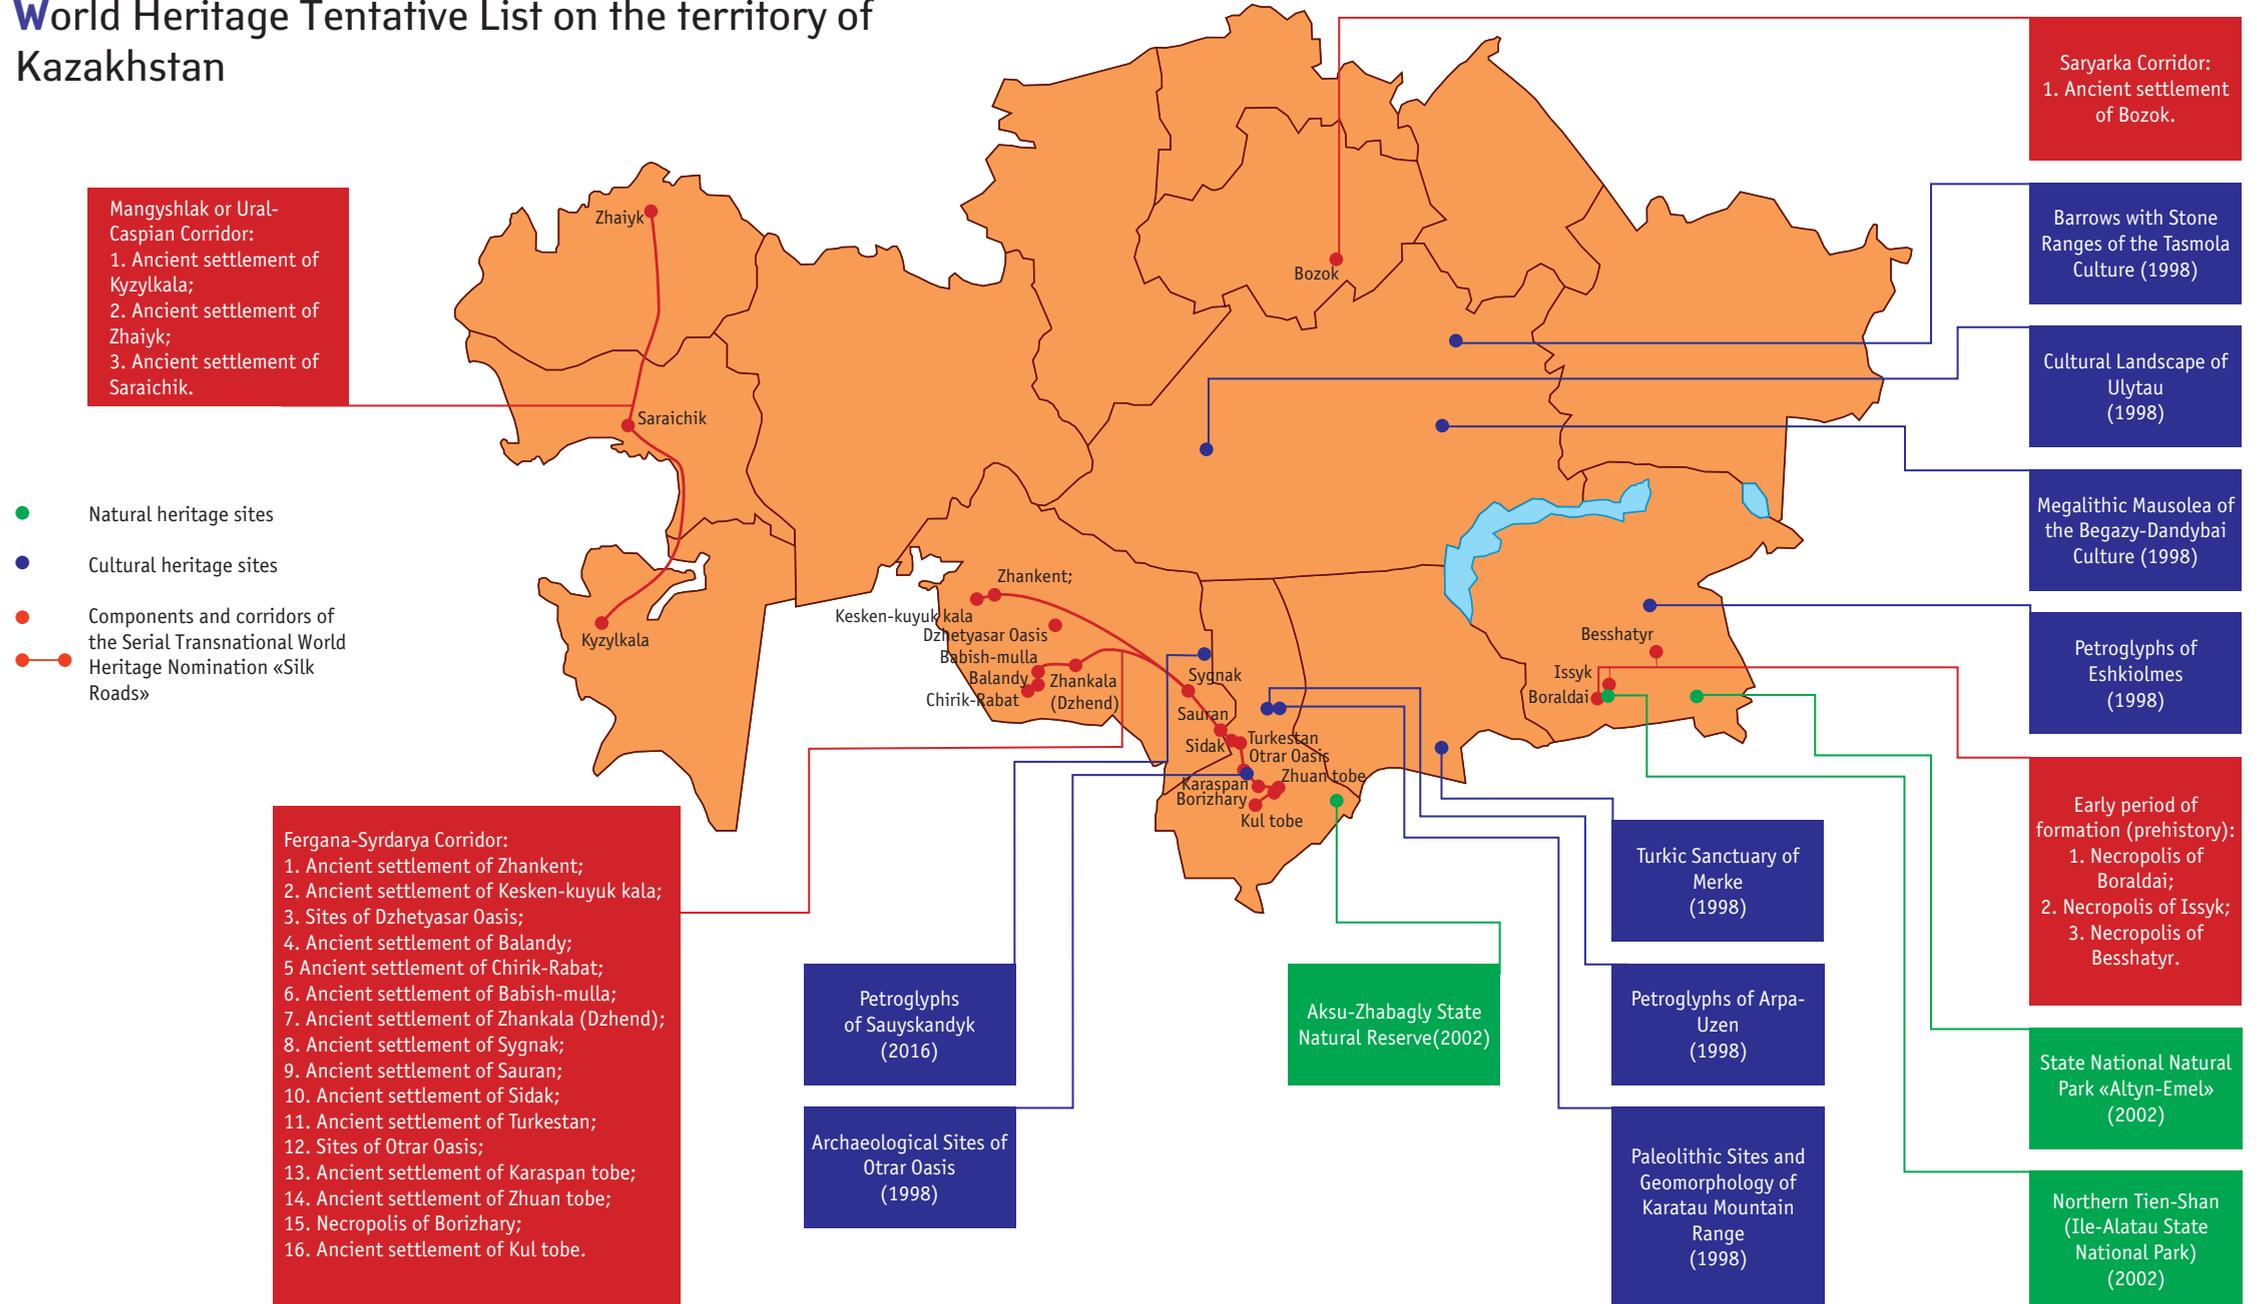 World Heritage Tentative List on the territory of
Kazakhstan
Mangyshlak or Ural-
Caspian Corridor:
1. Ancient settlement of
Kyzylkala;
2. Ancient settlement of
Zhaiyk;
3. Ancient settlement of
Saraichik.
Natural heritage sites
Cultural heritage sites
Components and corridors of
the Serial Transnational World
Heritage Nomination «Silk
Roads»
Zhaiyk
Saraichik
Kyzylkala
Bozok
Zhankent;
Kesken-kuyuk kala
Dzhetyasar Oasis
Babish-mulla
Balandy
Chirik-Rabat
Zhankala
(Dzhend)
Sygnak
Sauran
Sidak
Turkestan
Otrar Oasis
Karaspan
Zhuan tobe
Borizhary
Kul tobe
Besshatyr
Issyk
Boraldai
Saryarka Corridor:
1. Ancient settlement
of Bozok.
Barrows with Stone
Ranges of the Tasmola
Culture (1998)
Cultural Landscape of
Ulytau
(1998)
Megalithic Mausolea of
the Begazy-Dandybai
Culture (1998)
Petroglyphs of
Eshkiolmes
(1998)
Early period of
formation (prehistory):
1. Necropolis of
Boraldai;
2. Necropolis of Issyk;
3. Necropolis of
Besshatyr.
State National Natural
Park «Altyn-Emel»
(2002)
Northern Tien-Shan
(Ile-Alatau State
National Park)
(2002)
Fergana-Syrdarya Corridor:
1. Ancient settlement of Zhankent;
2. Ancient settlement of Kesken-kuyuk kala;
3. Sites of Dzhetyasar Oasis;
4. Ancient settlement of Balandy;
5 Ancient settlement of Chirik-Rabat;
6. Ancient settlement of Babish-mulla;
7. Ancient settlement of Zhankala (Dzhend);
8. Ancient settlement of Sygnak;
9. Ancient settlement of Sauran;
10. Ancient settlement of Sidak;
11. Ancient settlement of Turkestan;
12. Sites of Otrar Oasis;
13. Ancient settlement of Karaspan tobe;
14. Ancient settlement of Zhuan tobe;
15. Necropolis of Borizhary;
16. Ancient settlement of Kul tobe.
Petroglyphs
of Sauyskandyk
(2016)
Archaeological Sites of
Otrar Oasis
(1998)
Aksu-Zhabagly State
Natural Reserve(2002)
Turkic Sanctuary of
Merke
(1998)
Petroglyphs of Arpa-
Uzen
(1998)
Paleolithic Sites and
Geomorphology of
Karatau Mountain
Range
(1998)